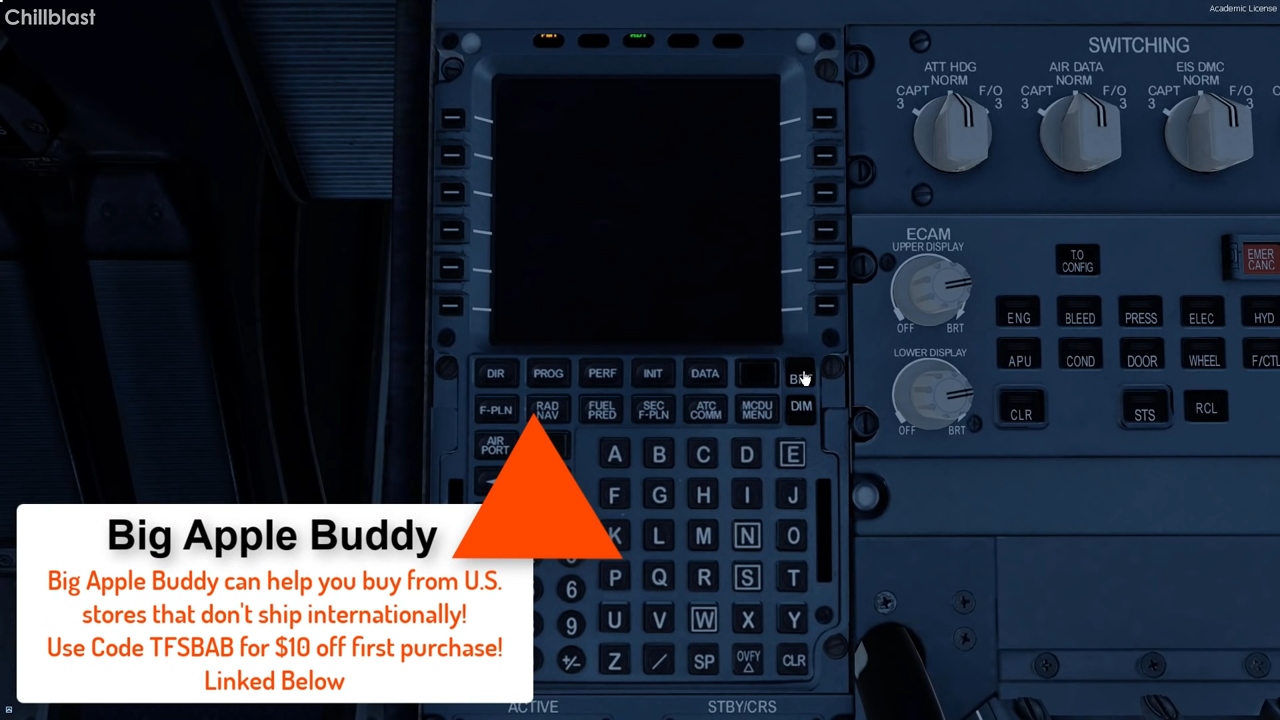 Chillblast
Academic License
SWITCHING
ATT HDG
NORM
CAPT
3
F/O
3
AIR DATA
NORM
CAPT
3
F/O
3
EIS DMC
NORM
CAPT
3
F/O
3
ECAM
UPPER DISPLAY
OFF
BRT
T.O
CONFIG
EMER
CANC
LOWER DISPLAY
OFF
BRT
ENG
BLEED
PRESS
ELEC
HYD
APU
COND
DOOR
WHEEL
F/CTL
CLR
STS
RCL
DIR
PROG
PERF
INIT
DATA
F-PLN
RAD
NAV
FUEL
PRED
SEC
F-PLN
ATC
COMM
MCDU
MENU
DIM
AIR
PORT
A B C D E
F G H I J
K L M N O
P Q R S T
U V W X Y
Z / SP OVFY
△
CLR
6
9
+/-
Big Apple Buddy
Big Apple Buddy can help you buy from U.S.
stores that don't ship internationally!
Use Code TFSBAB for $10 off first purchase!
Linked Below
ACTIVE
STBY/CRS